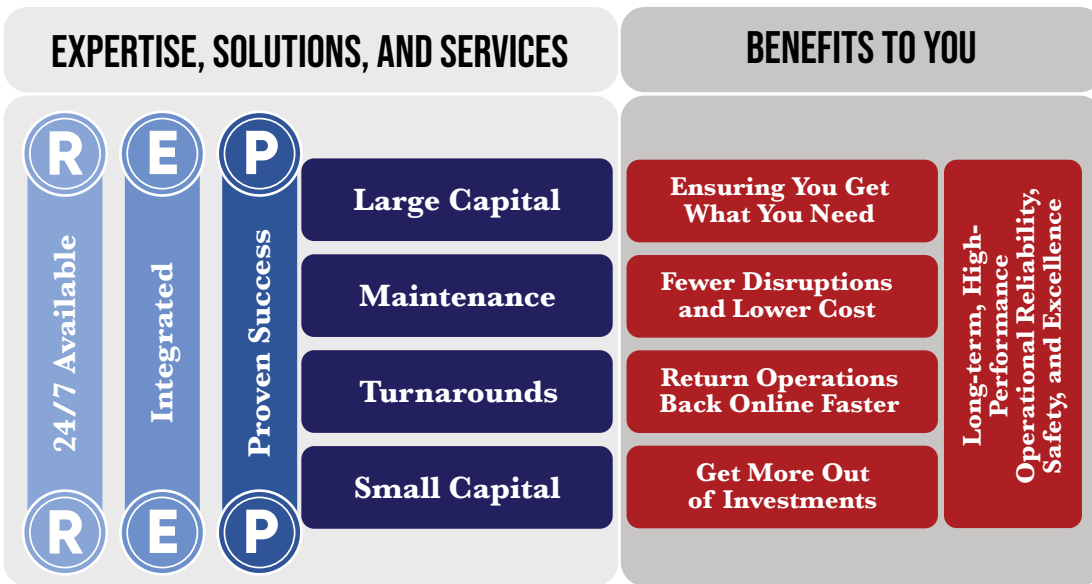 EXPERTISE, SOLUTIONS, AND SERVICES
BENEFITS TO YOU
R
E
P
24/7 Available
Integrated
Proven Success
R
E
P
Large Capital
Maintenance
Turnarounds
Small Capital
Ensuring You Get
What You Need
Fewer Disruptions
and Lower Cost
Return Operations
Back Online Faster
Get More Out
of Investments
Long-term, High-
Performance
Operational Reliability,
Safety, and Excellence